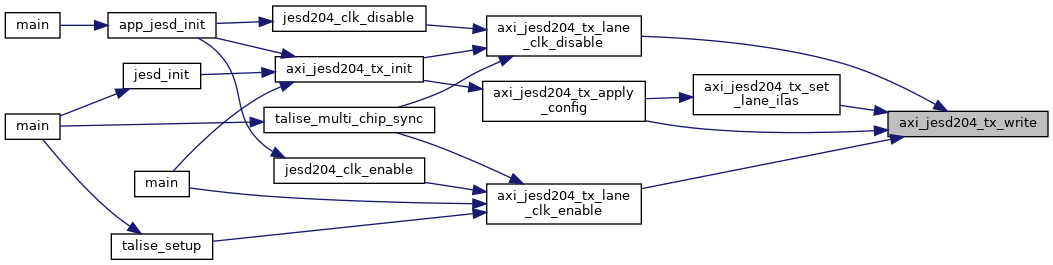 main
app_jesd_init
jesd204_clk_disable
axi_jesd204_tx_lane
_clk_disable
jesd_init
axi_jesd204_tx_init
axi_jesd204_tx_apply
_config
axi_jesd204_tx_set
_lane_ilas
axi_jesd204_tx_write
main
talise_multi_chip_sync
main
jesd204_clk_enable
axi_jesd204_tx_lane
_clk_enable
talise_setup